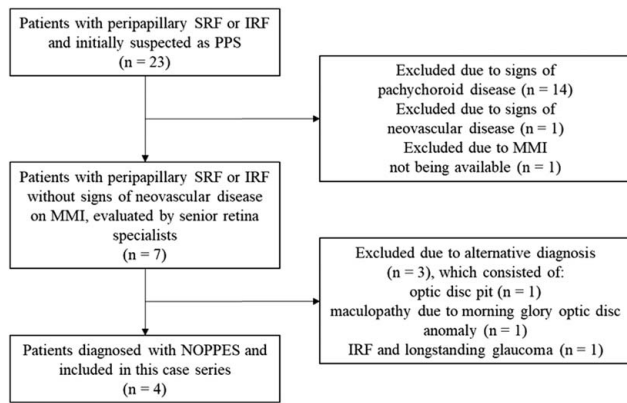 Patients with peripapillary SRF or IRF
and initially suspected as PPS
(n = 23)
Excluded due to signs of
pachychoroid disease (n = 14)
Excluded due to signs of
neovascular disease (n = 1)
Excluded due to MMI
not being available (n = 1)
Patients with peripapillary SRF or IRF
without signs of neovascular disease
on MMI, evaluated by senior retina
specialists
(n = 7)
Excluded due to alternative diagnosis
(n = 3), which consisted of:
optic disc pit (n = 1)
maculopathy due to morning glory optic disc
anomaly (n = 1)
IRF and longstanding glaucoma (n = 1)
Patients diagnosed with NOPPES and
included in this case series
(n = 4)